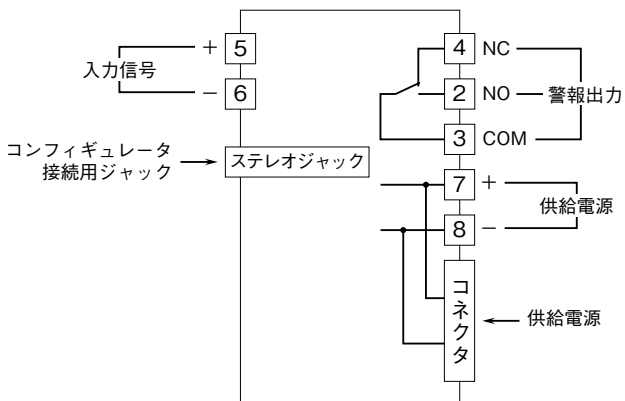 + 5
入力信号
− 6
4 NC
2 NO 警報出力
3 COM
コンフィギュレータ
接続用ジャック
ステレオジャック
7 +
供給電源
8 −
コネクタ
供給電源